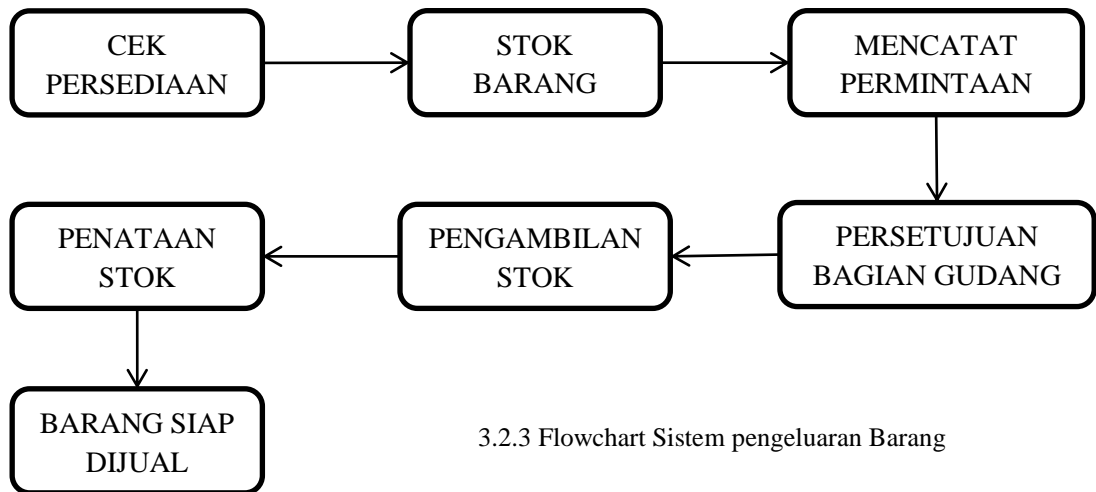 CEK
PERSEDIAAN
STOK
BARANG
MENCATAT
PERMINTAAN
PERSETUJUAN
BAGIAN GUDANG
PENGAMBILAN
STOK
PENATAAN
STOK
BARANG SIAP
DIJUAL
3.2.3 Flowchart Sistem pengeluaran Barang